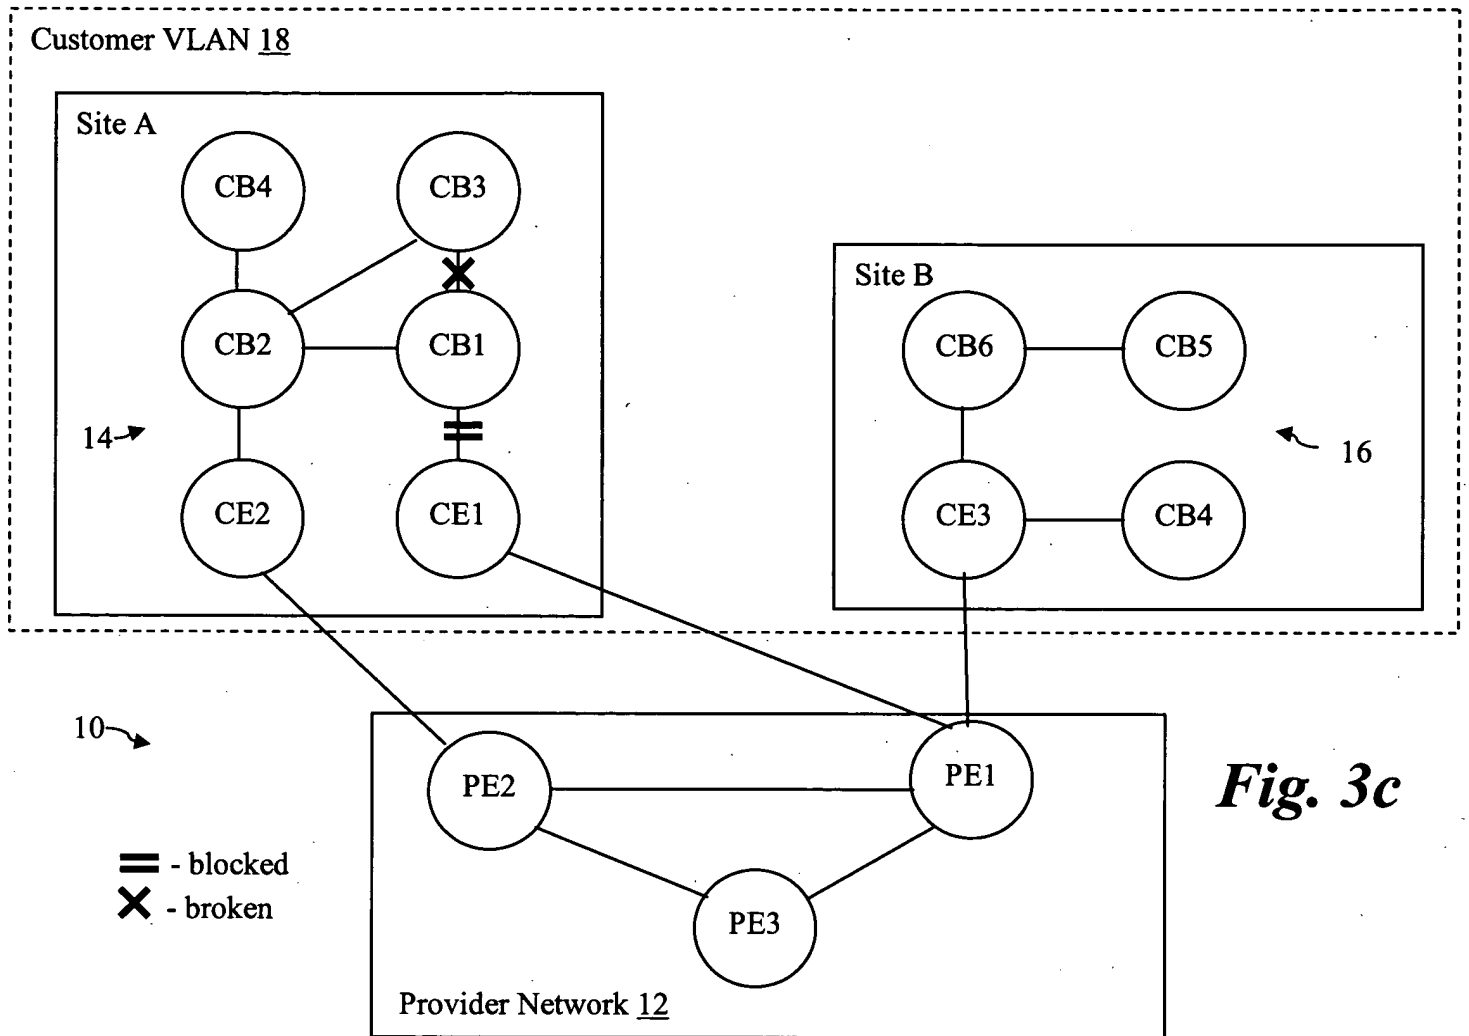 Customer VLAN 18
Site A
CB4
CB3
CB2
CB1
14
CE2
CE1
Site B
CB6
CB5
16
CE3
CB4
10
PE2
PE1
PE3
Fig. 3c
= - blocked
X - broken
Provider Network 12